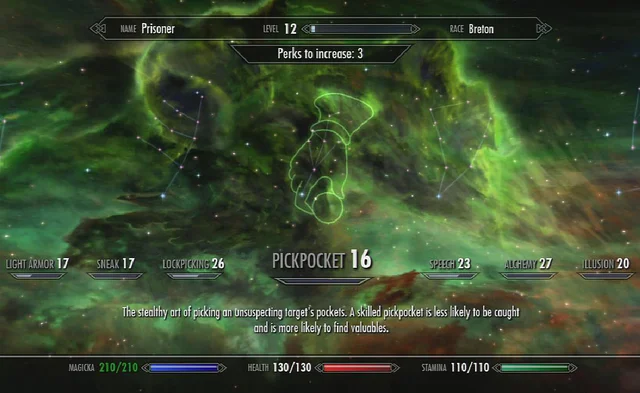 NAME Prisoner LEVEL 12 RACE Breton
Perks to increase: 3
LIGHT ARMOR 17 SNEAK 17 LOCKPICKING 26 PICKPOCKET 16 SPEECH 23 ALCHEMY 27 ILLUSION 20
The stealthy art of picking an unsuspecting target's pockets. A skilled pickpocket is less likely to be caught
and is more likely to find valuables.
MAGICKA 210/210 HEALTH 130/130 STAMINA 110/110